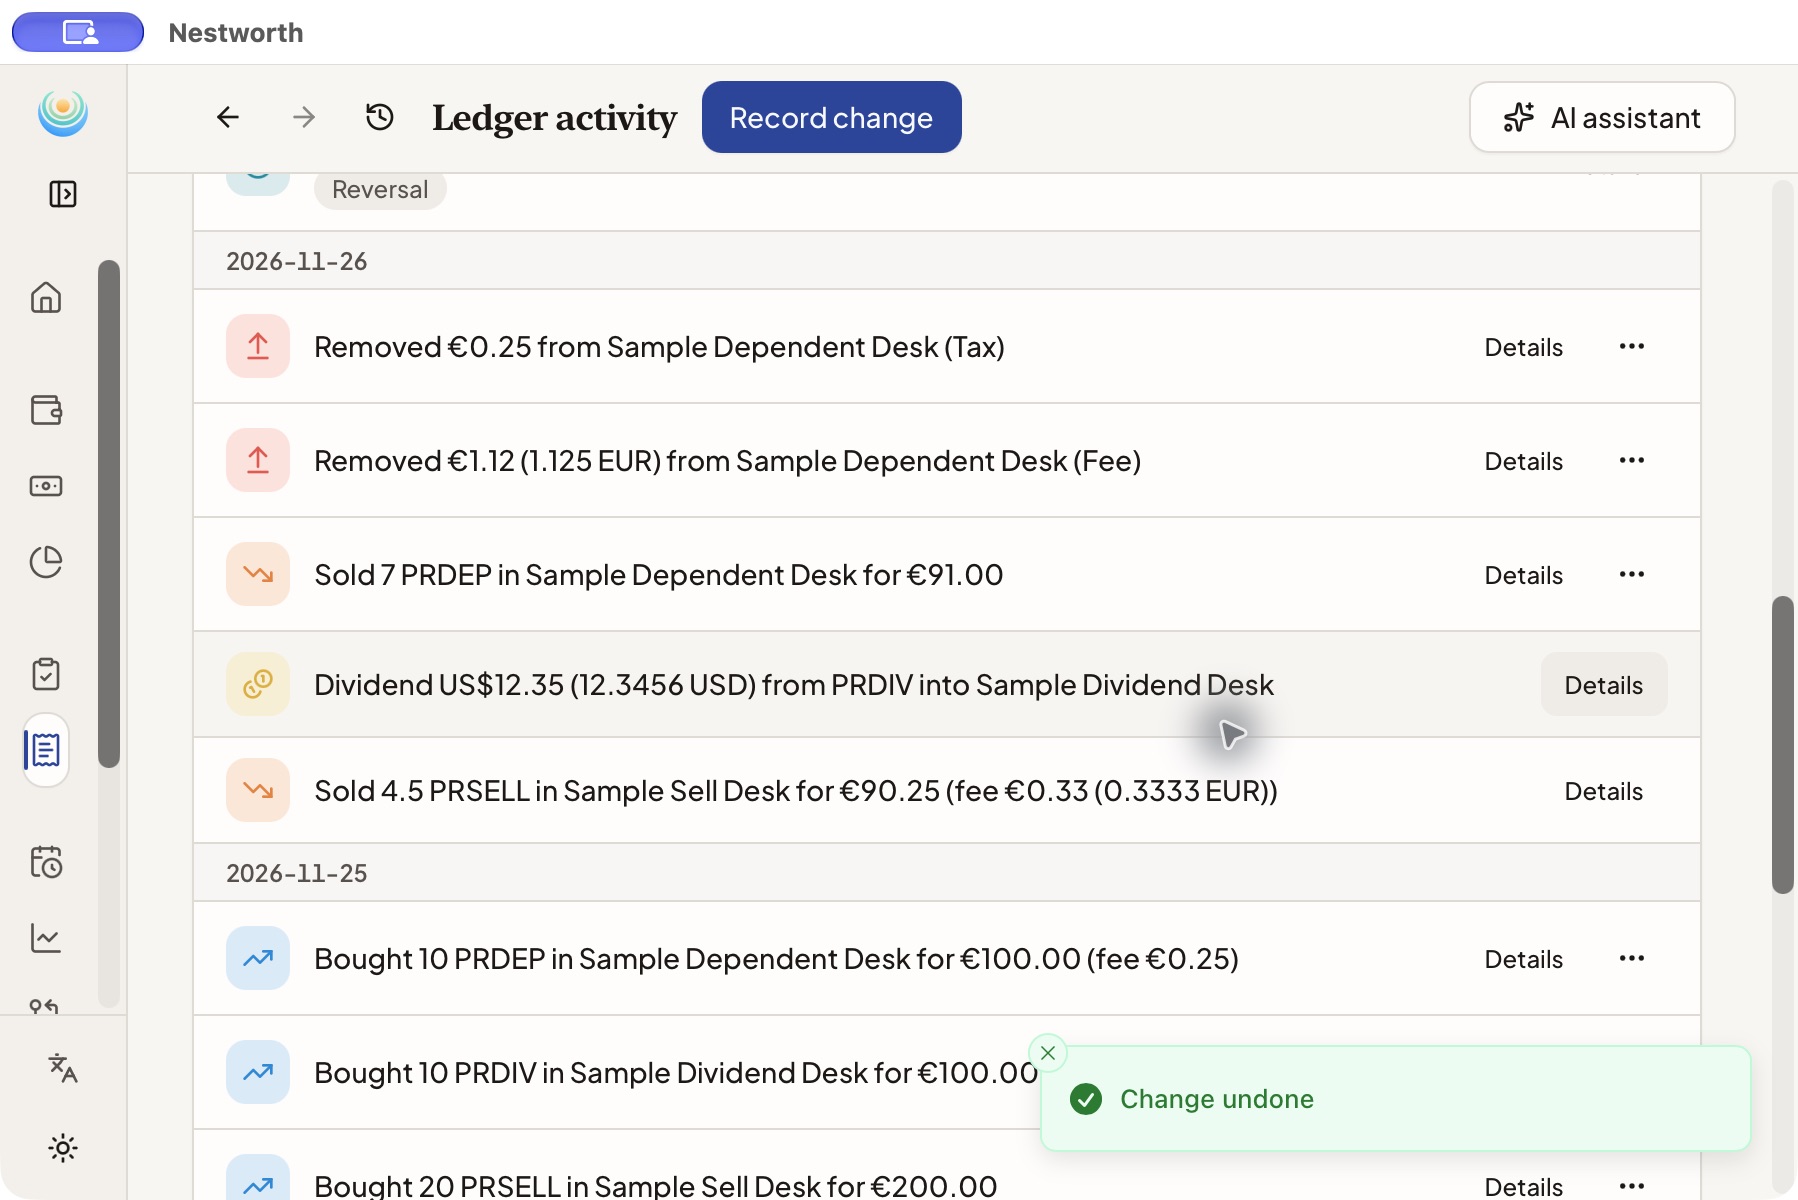 Nestworth
Ledger activity
Record change
AI assistant
Reversal
2026-11-26
Removed €0.25 from Sample Dependent Desk (Tax)
Details
Removed €1.12 (1.125 EUR) from Sample Dependent Desk (Fee)
Details
Sold 7 PRDEP in Sample Dependent Desk for €91.00
Details
Dividend US$12.35 (12.3456 USD) from PRDIV into Sample Dividend Desk
Details
Sold 4.5 PRSELL in Sample Sell Desk for €90.25 (fee €0.33 (0.3333 EUR))
Details
2026-11-25
Bought 10 PRDEP in Sample Dependent Desk for €100.00 (fee €0.25)
Details
Bought 10 PRDIV in Sample Dividend Desk for €100.00
Change undone
Bought 20 PRSELL in Sample Sell Desk for €200.00
Details